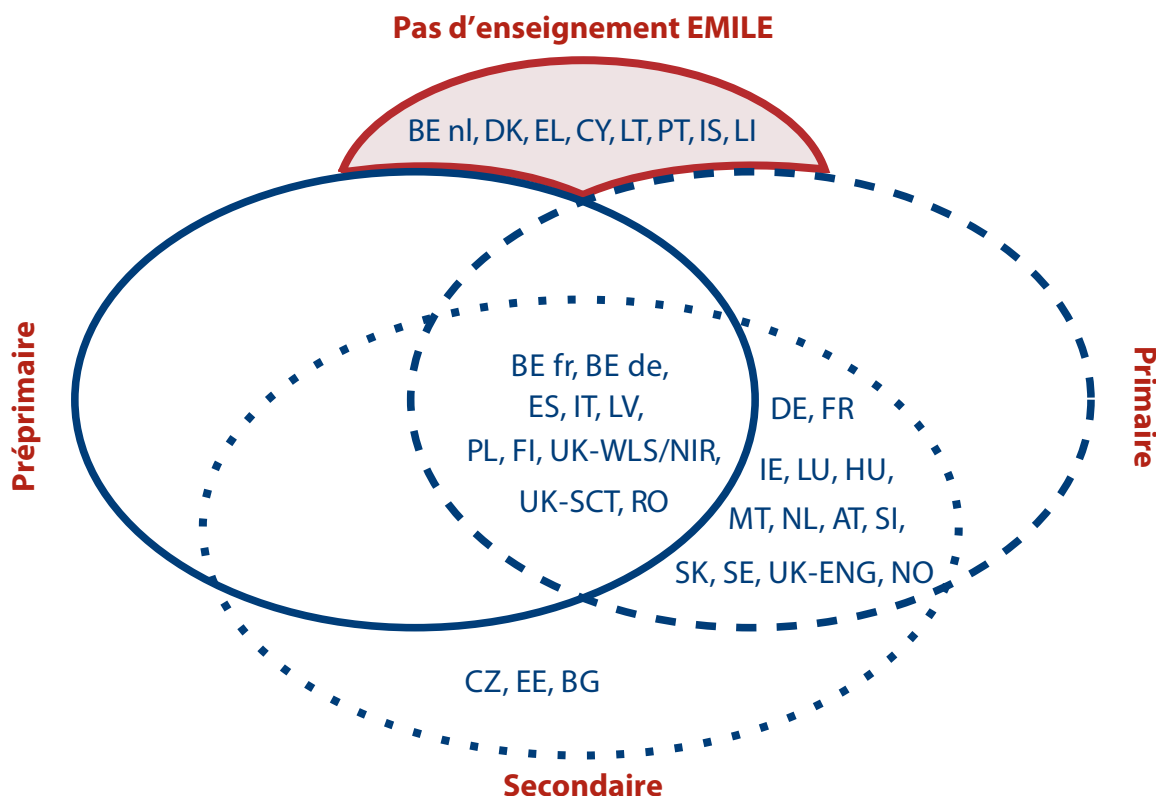 Pas d’enseignement EMILE
BE nl, DK, EL, CY, LT, PT, IS, LI
Préprimaire
Primaire
BE fr, BE de,
ES, IT, LV,
PL, FI, UK-WLS/NIR,
UK-SCT, RO
DE, FR
IE, LU, HU,
MT, NL, AT, SI,
SK, SE, UK-ENG, NO
CZ, EE, BG
Secondaire